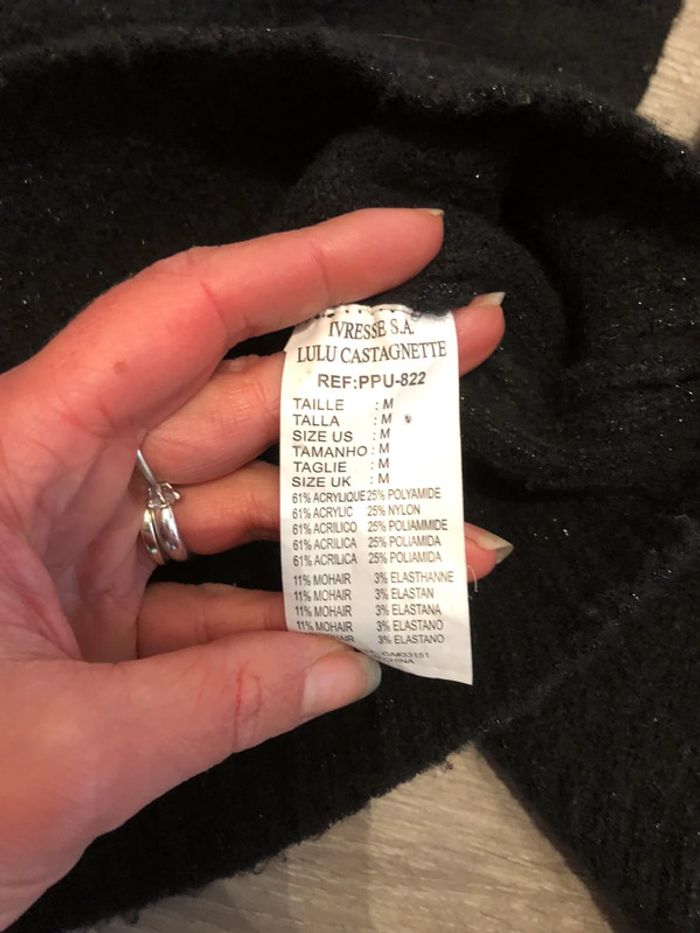 IVRESSE S.A.
LULU CASTAGNETTE
REF:PPU-822
TAILLE : M
TALLA : M
SIZE US : M
TAMANHO : M
TAGLIE : M
SIZE UK : M
61% ACRYLIQUE 25% POLYAMIDE
61% ACRYLIC 25% NYLON
61% ACRILICO 25% POLIAMMIDE
61% ACRILICA 25% POLIAMIDA
61% ACRILICA 25% POLIAMIDA
11% MOHAIR 3% ELASTHANNE
11% MOHAIR 3% ELASTAN
11% MOHAIR 3% ELASTANA
11% MOHAIR 3% ELASTANO
3% ELASTANO